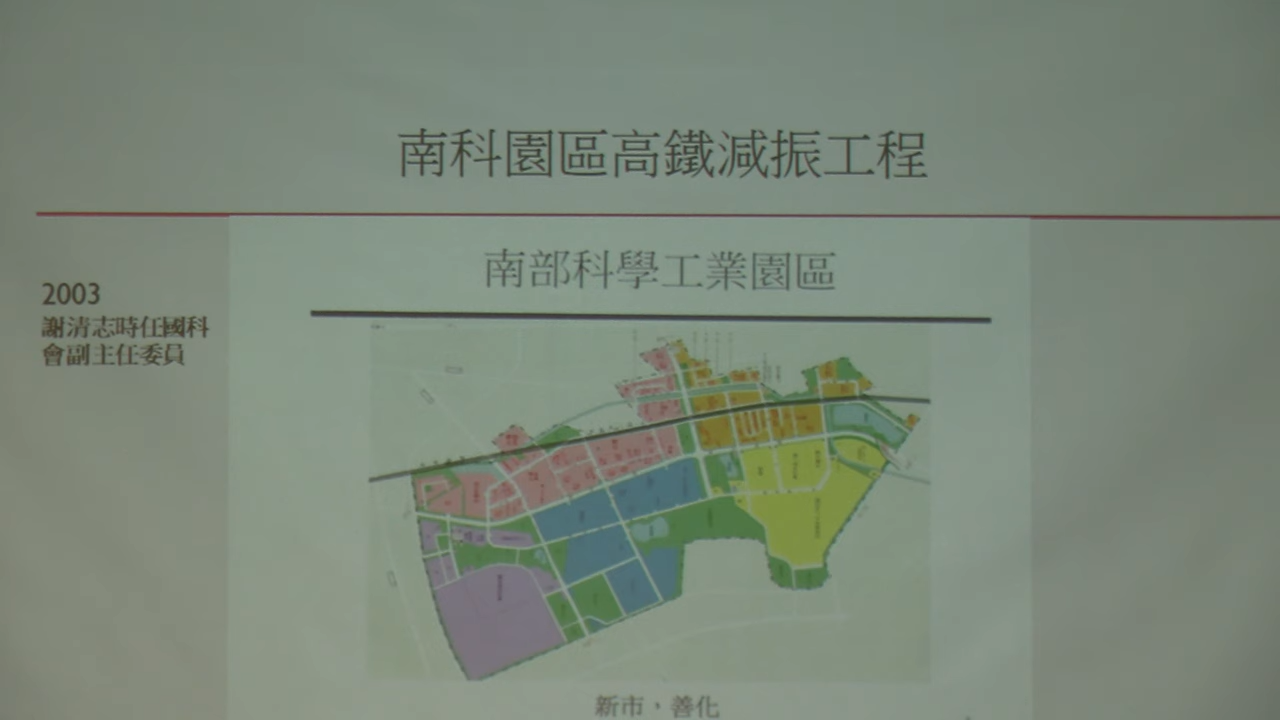 南科園區高鐵減振工程
南部科學工業園區
2003
謝清志時任國科
會副主任委員
新市，善化